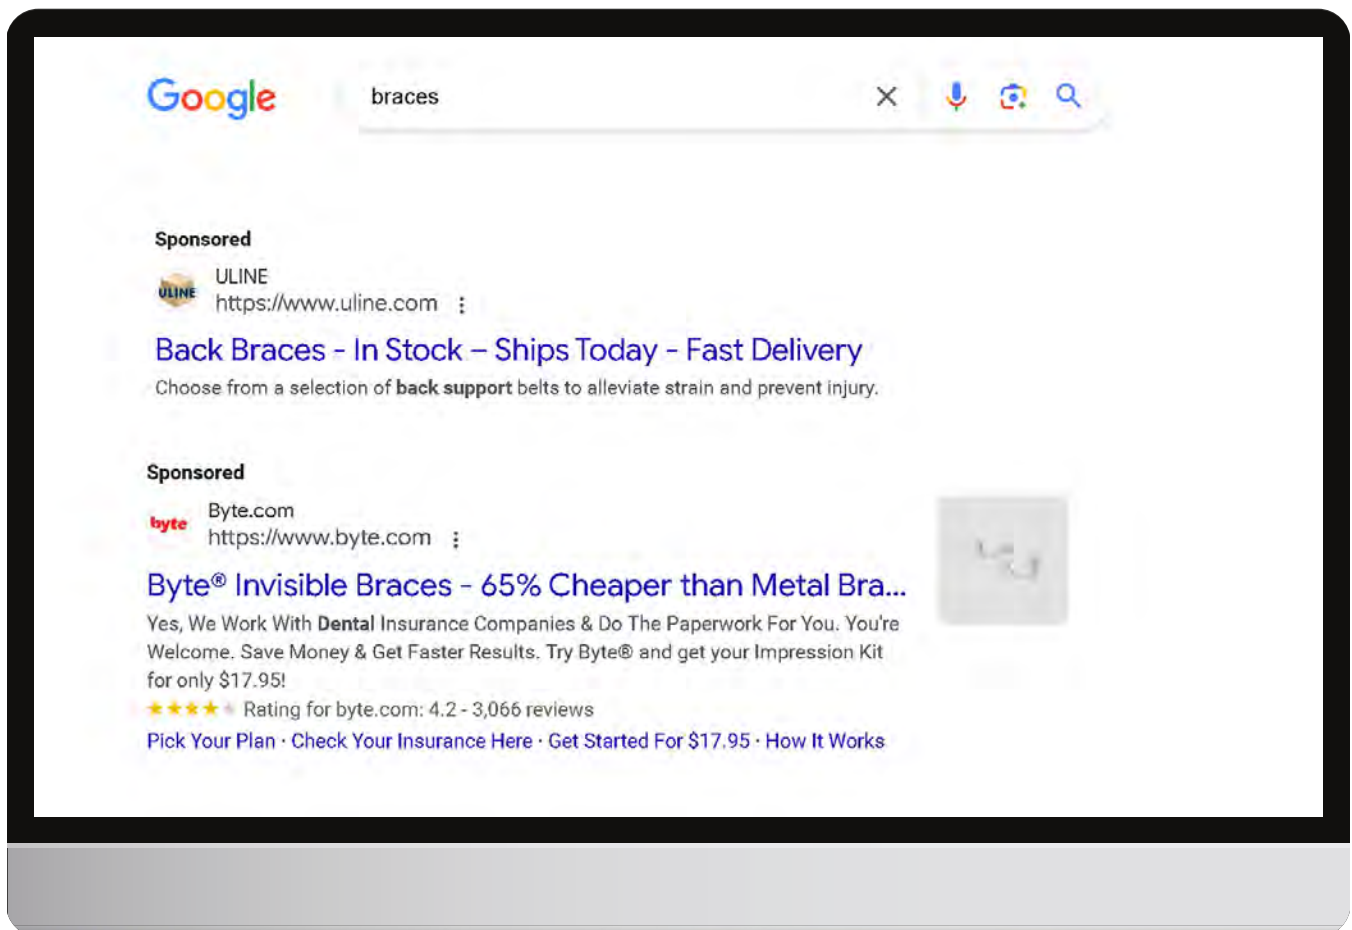 Google
braces
Sponsored
ULINE
ULINE
https://www.uline.com
Back Braces - In Stock – Ships Today - Fast Delivery
Choose from a selection of back support belts to alleviate strain and prevent injury.
Sponsored
byte
Byte.com
https://www.byte.com
Byte® Invisible Braces - 65% Cheaper than Metal Bra...
Yes, We Work With Dental Insurance Companies & Do The Paperwork For You. You're
Welcome. Save Money & Get Faster Results. Try Byte® and get your Impression Kit
for only $17.95!
Rating for byte.com: 4.2 - 3,066 reviews
Pick Your Plan · Check Your Insurance Here · Get Started For $17.95 · How It Works